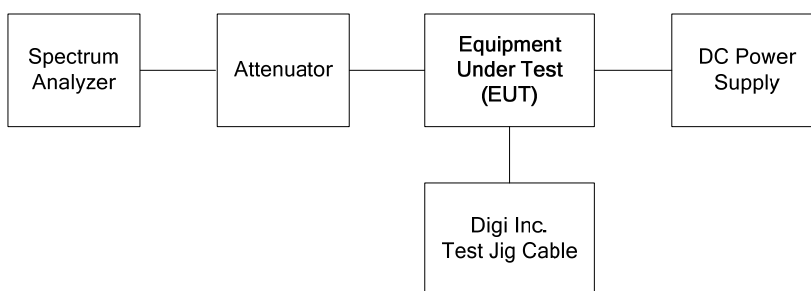 Spectrum
Analyzer
Attenuator
Equipment
Under Test
(EUT)
DC Power
Supply
Digi Inc.
Test Jig Cable